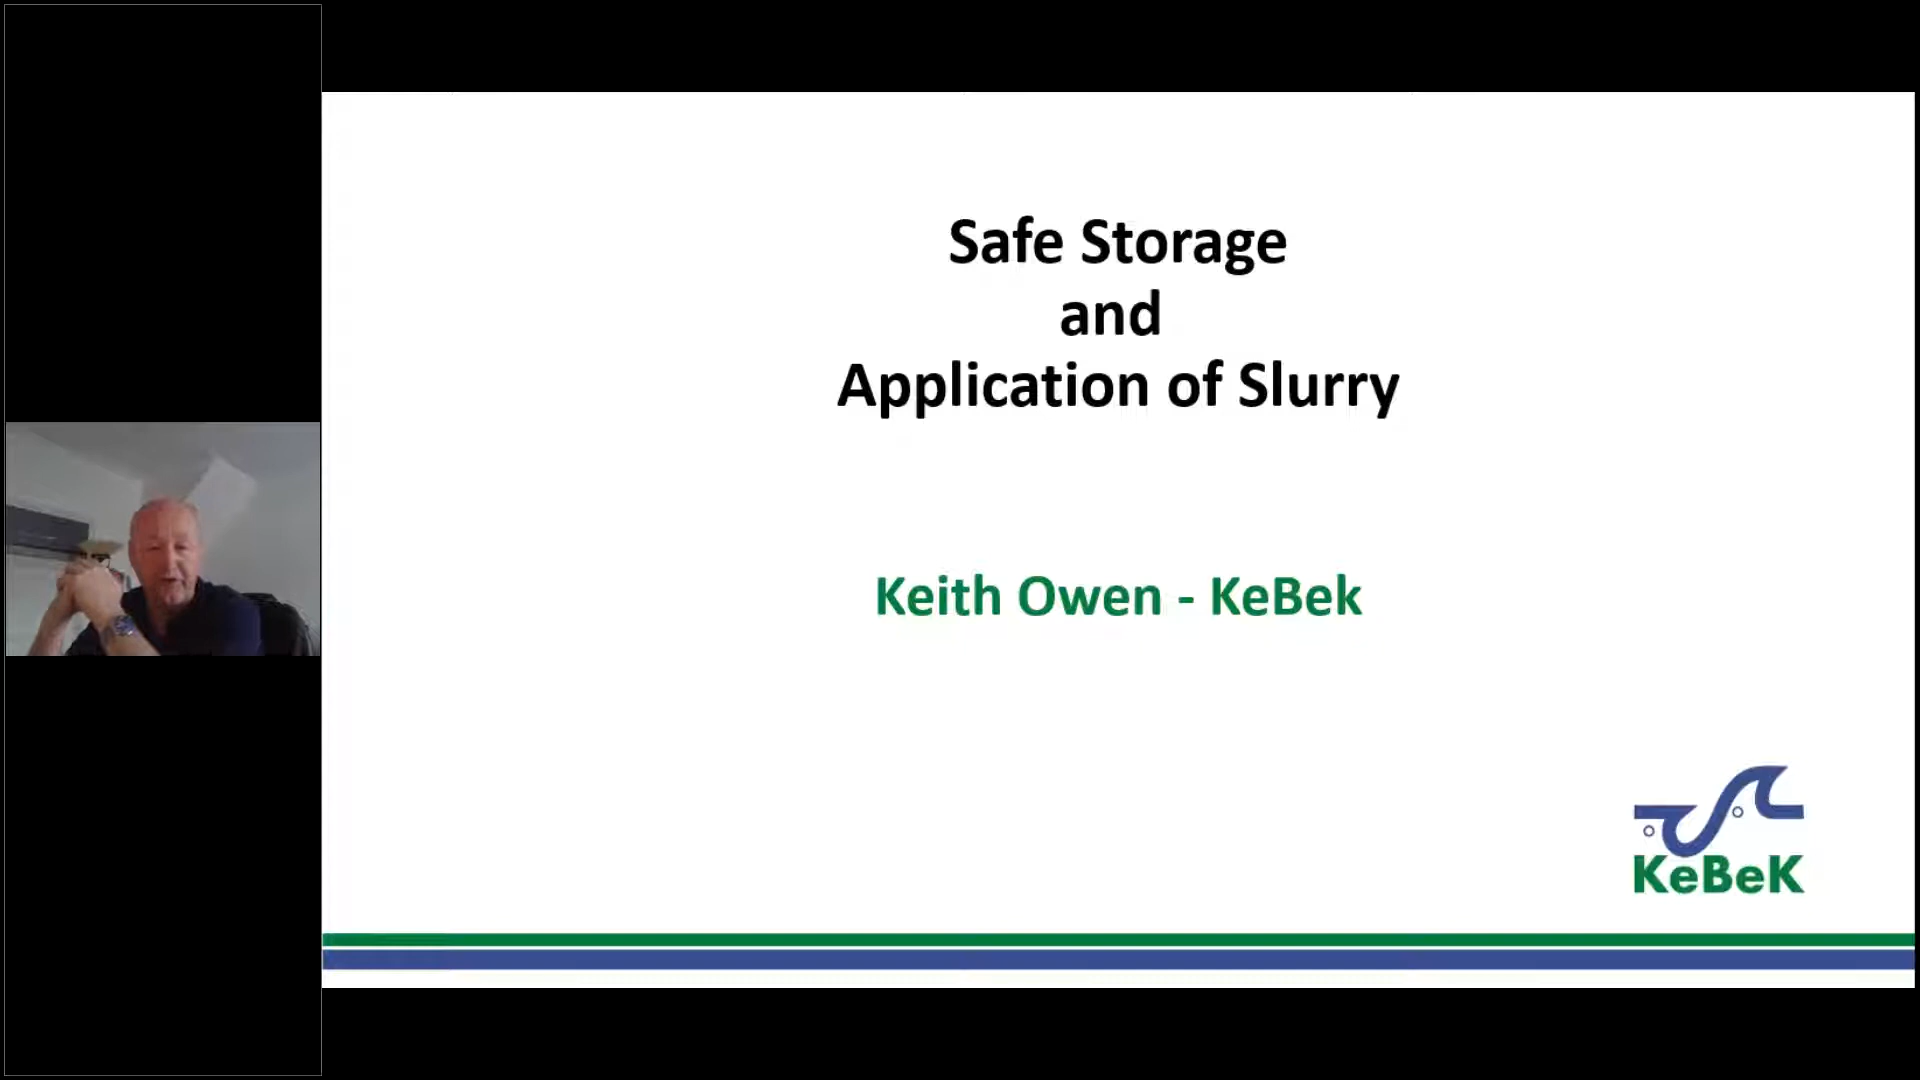 Safe Storage
and
Application of Slurry
Keith Owen - KeBek
KeBeK